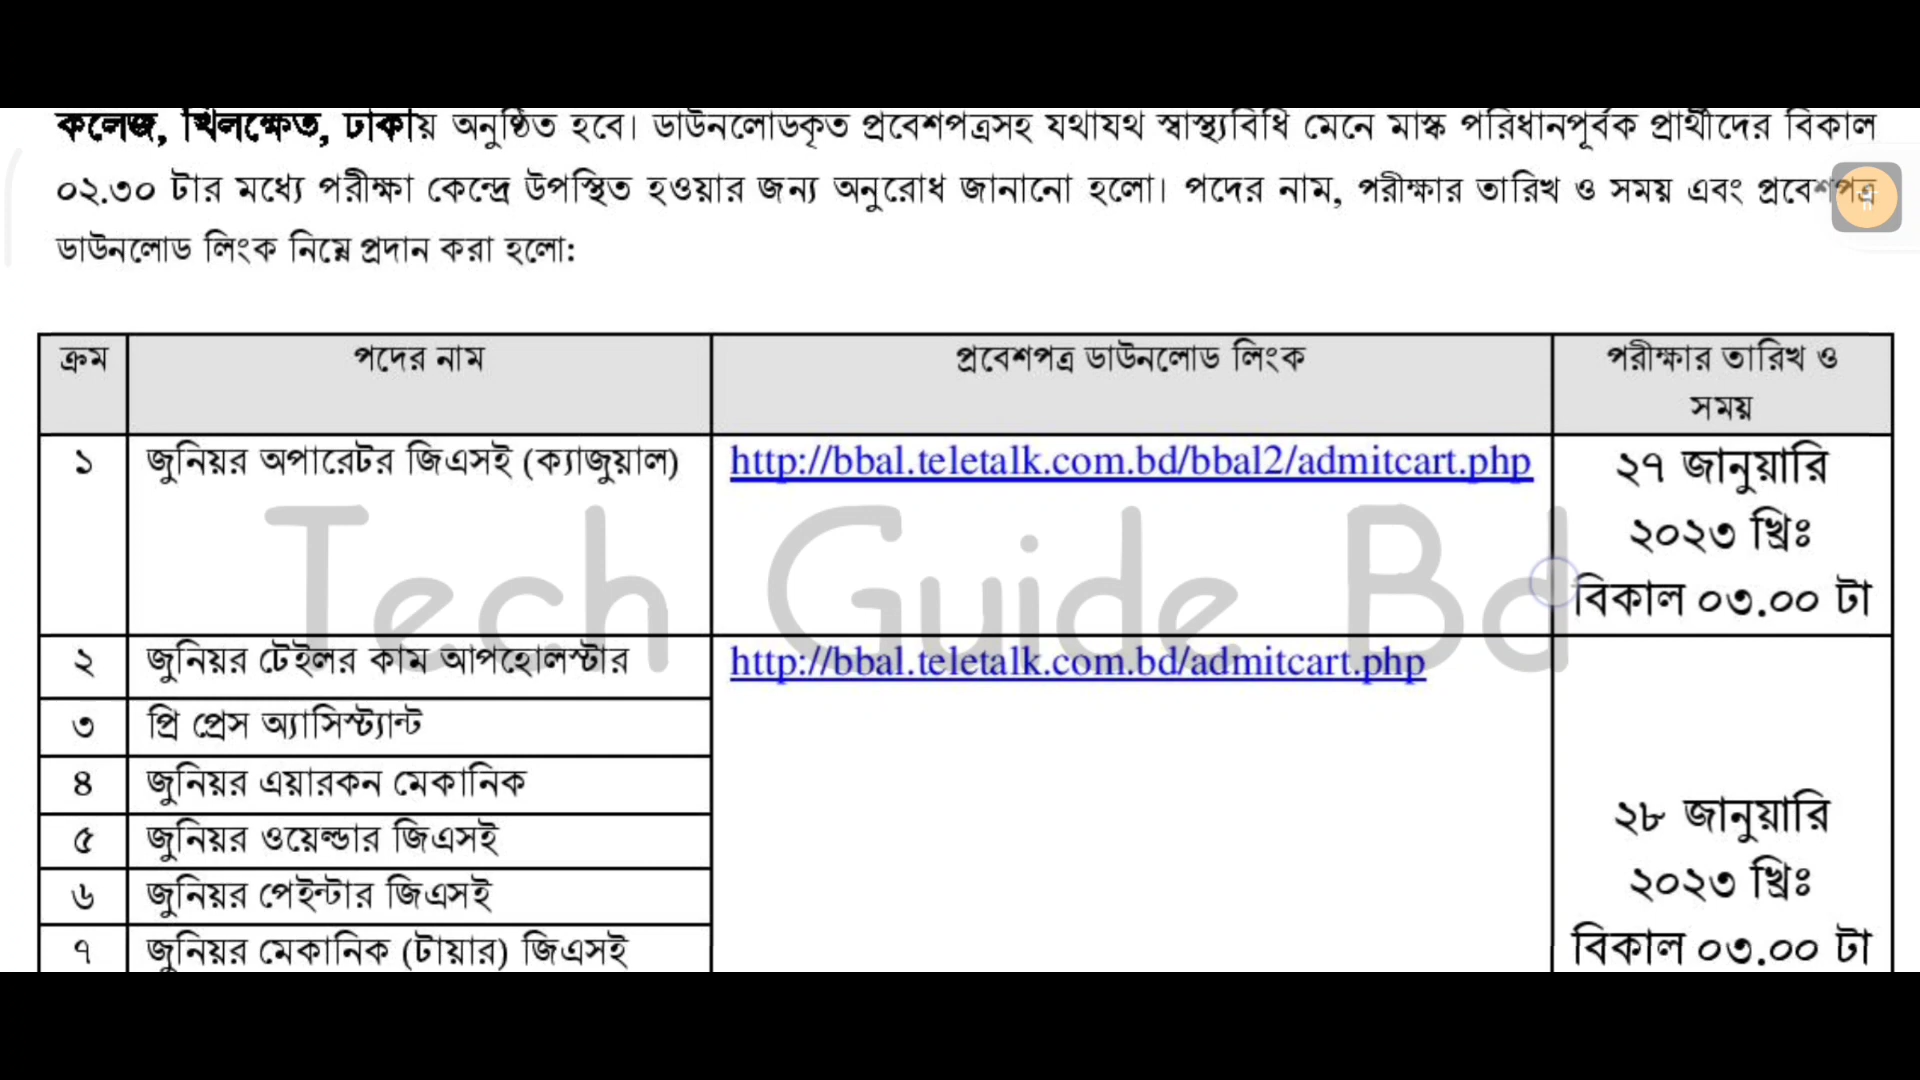 কলেজ, খিলক্ষেত, ঢাকায় অনুষ্ঠিত হবে। ডাউনলোডকৃত প্রবেশপত্রসহ যথাযথ স্বাস্থ্যবিধি মেনে মাস্ক পরিধানপূর্বক প্রার্থীদের বিকাল
০২.৩০ টার মধ্যে পরীক্ষা কেন্দ্রে উপস্থিত হওয়ার জন্য অনুরোধ জানানো হলো। পদের নাম, পরীক্ষার তারিখ ও সময় এবং প্রবেশপত্র
ডাউনলোড লিংক নিম্নে প্রদান করা হলো:
ক্রম পদের নাম প্রবেশপত্র ডাউনলোড লিংক পরীক্ষার তারিখ ও
সময়
১ জুনিয়র অপারেটর জিএসই (ক্যাজুয়াল) http://bbal.teletalk.com.bd/bbal2/admitcart.php ২৭ জানুয়ারি
২০২৩ খ্রিঃ
বিকাল ০৩.০০ টা
Tech Guide Bd
২ জুনিয়র টেইলর কাম আপহোলস্টার http://bbal.teletalk.com.bd/admitcart.php
৩ প্রি প্রেস অ্যাসিস্ট্যান্ট
৪ জুনিয়র এয়ারকন মেকানিক
২৮ জানুয়ারি
৫ জুনিয়র ওয়েল্ডার জিএসই
২০২৩ খ্রিঃ
৬ জুনিয়র পেইন্টার জিএসই
৭ জুনিয়র মেকানিক (টায়ার) জিএসই বিকাল ০৩.০০ টা